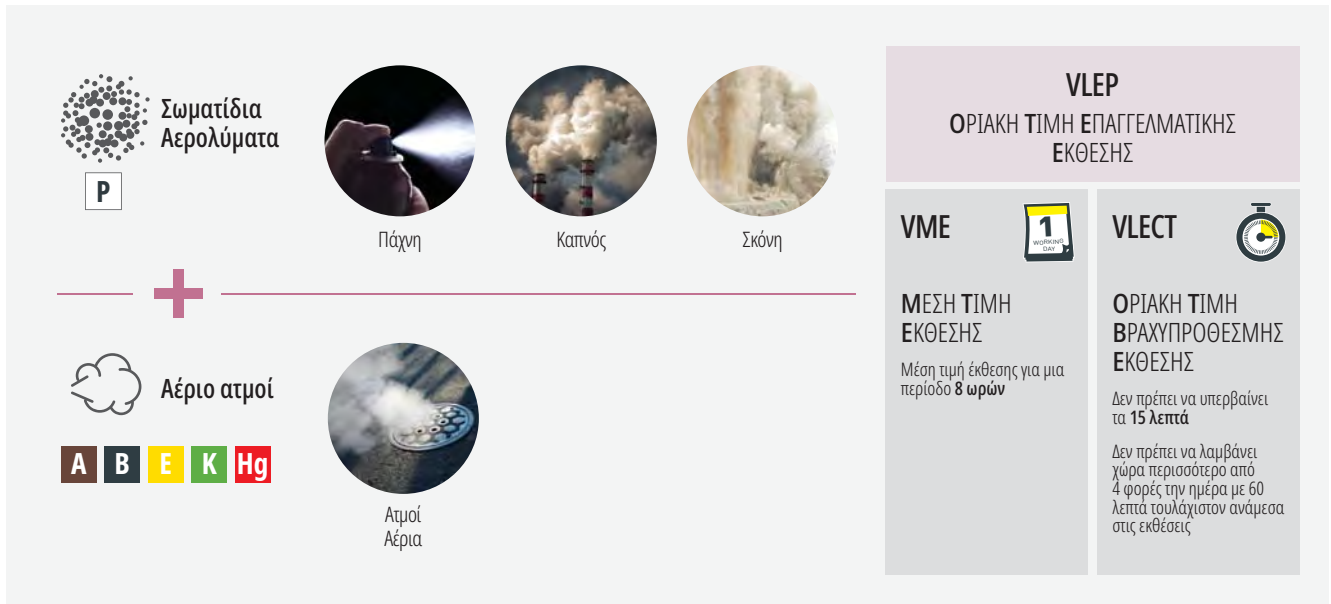 Σωματίδια
Αερολύματα
P
Πάχνη
Καπνός
Σκόνη
Αέριο ατμοί
A B E K Hg
Ατμοί
Αέρια
VLEP
ΟΡΙΑΚΗ ΤΙΜΗ ΕΠΑΓΓΕΛΜΑΤΙΚΗΣ
ΕΚΘΕΣΗΣ
VME
1
WORKING
DAY
ΜΕΣΗ ΤΙΜΗ
ΕΚΘΕΣΗΣ
Μέση τιμή έκθεσης για μια
περίοδο 8 ωρών
VLECT
ΟΡΙΑΚΗ ΤΙΜΗ
ΒΡΑΧΥΠΡΟΘΕΣΜΗΣ
ΕΚΘΕΣΗΣ
Δεν πρέπει να υπερβαίνει
τα 15 λεπτά
Δεν πρέπει να λαμβάνει
χώρα περισσότερο από
4 φορές την ημέρα με 60
λεπτά τουλάχιστον ανάμεσα
στις εκθέσεις